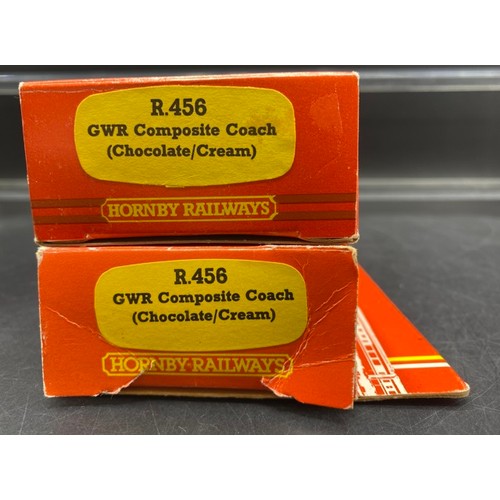 R.456
GWR Composite Coach
(Chocolate/Cream)
HORNBY RAILWAYS
R.456
GWR Composite Coach
(Chocolate/Cream)
HORNBY·RAILWAYS